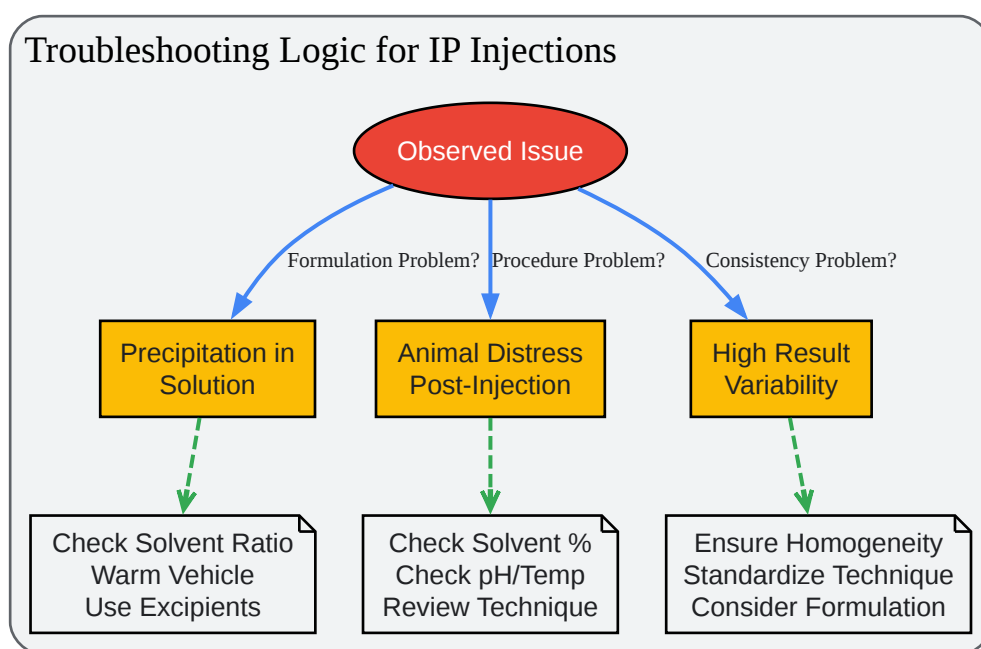 Troubleshooting Logic for IP Injections
Observed Issue
Formulation Problem?
Procedure Problem?
Consistency Problem?
Precipitation in
Solution
Animal Distress
Post-Injection
High Result
Variability
Check Solvent Ratio
Warm Vehicle
Use Excipients
Check Solvent %
Check pH/Temp
Review Technique
Ensure Homogeneity
Standardize Technique
Consider Formulation